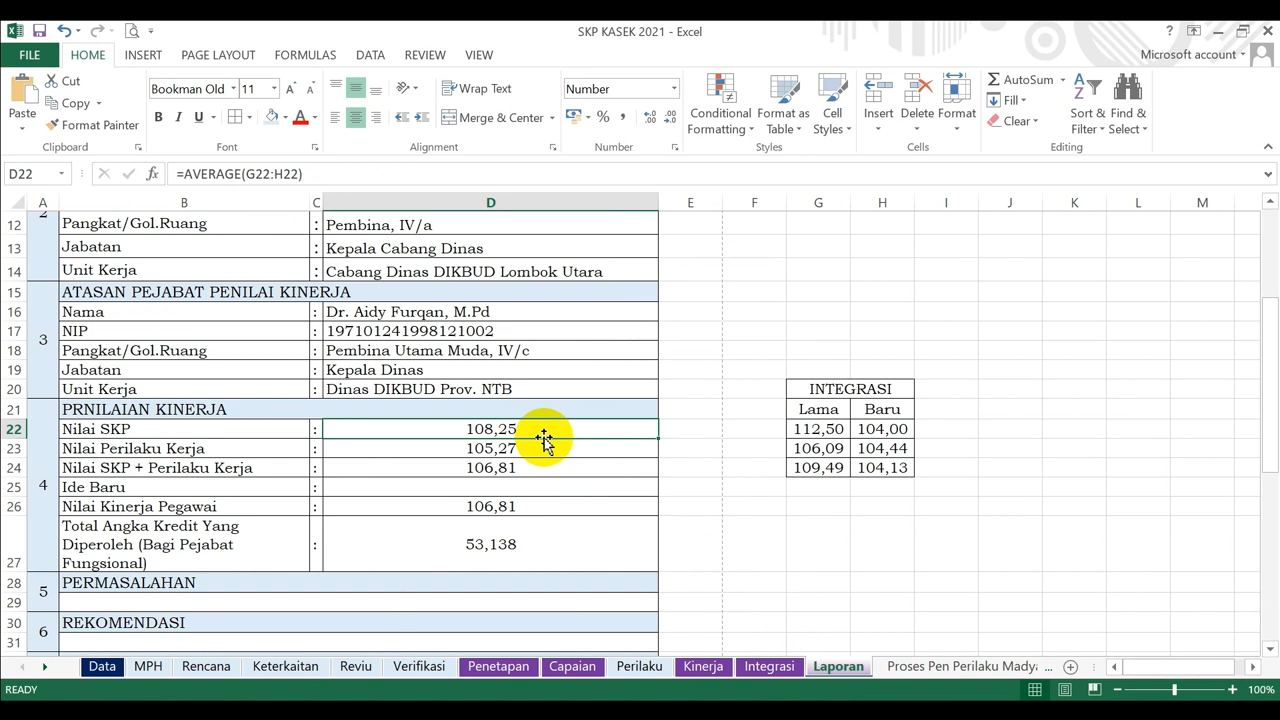 SKP KASEK 2021 - Excel
FILE HOME INSERT PAGE LAYOUT FORMULAS DATA REVIEW VIEW Microsoft account
Cut
Copy
Format Painter
Paste
Clipboard
Bookman Old 11
Font
Wrap Text
Merge & Center
Alignment
Number
Number
Conditional Formatting
Format as Table
Cell Styles
Styles
Insert Delete Format
Cells
AutoSum
Fill
Clear
Sort & Filter
Find & Select
Editing
D22 =AVERAGE(G22:H22)
A B C D E F G H I J K L M
2
12 Pangkat/Gol.Ruang : Pembina, IV/a
13 Jabatan : Kepala Cabang Dinas
14 Unit Kerja : Cabang Dinas DIKBUD Lombok Utara
15 ATASAN PEJABAT PENILAI KINERJA
16 Nama : Dr. Aidy Furqan, M.Pd
17 NIP : 197101241998121002
18 3 Pangkat/Gol.Ruang : Pembina Utama Muda, IV/c
19 Jabatan : Kepala Dinas
20 Unit Kerja : Dinas DIKBUD Prov. NTB INTEGRASI
21 PRNILAIAN KINERJA Lama Baru
22 Nilai SKP : 108,25 112,50 104,00
23 Nilai Perilaku Kerja : 105,27 106,09 104,44
24 Nilai SKP + Perilaku Kerja : 106,81 109,49 104,13
25 4 Ide Baru :
26 Nilai Kinerja Pegawai : 106,81
Total Angka Kredit Yang
Diperoleh (Bagi Pejabat : 53,138
27 Fungsional)
28 5 PERMASALAHAN
29
30 6 REKOMENDASI
31
Data MPH Rencana Keterkaitan Reviu Verifikasi Penetapan Capaian Perilaku Kinerja Integrasi Laporan Proses Pen Perilaku Madya ...
READY 100%